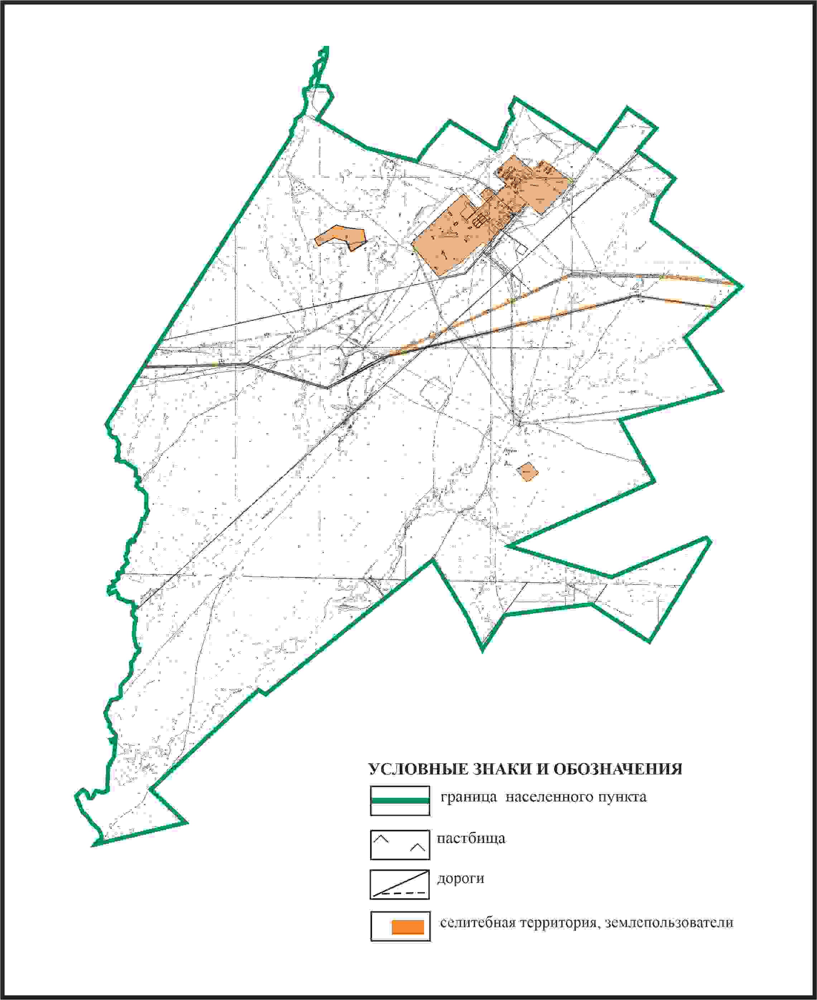 УСЛОВНЫЕ ЗНАКИ И ОБОЗНАЧЕНИЯ
граница населенного пункта
пастбища
дороги
селитебная территория, землепользователи